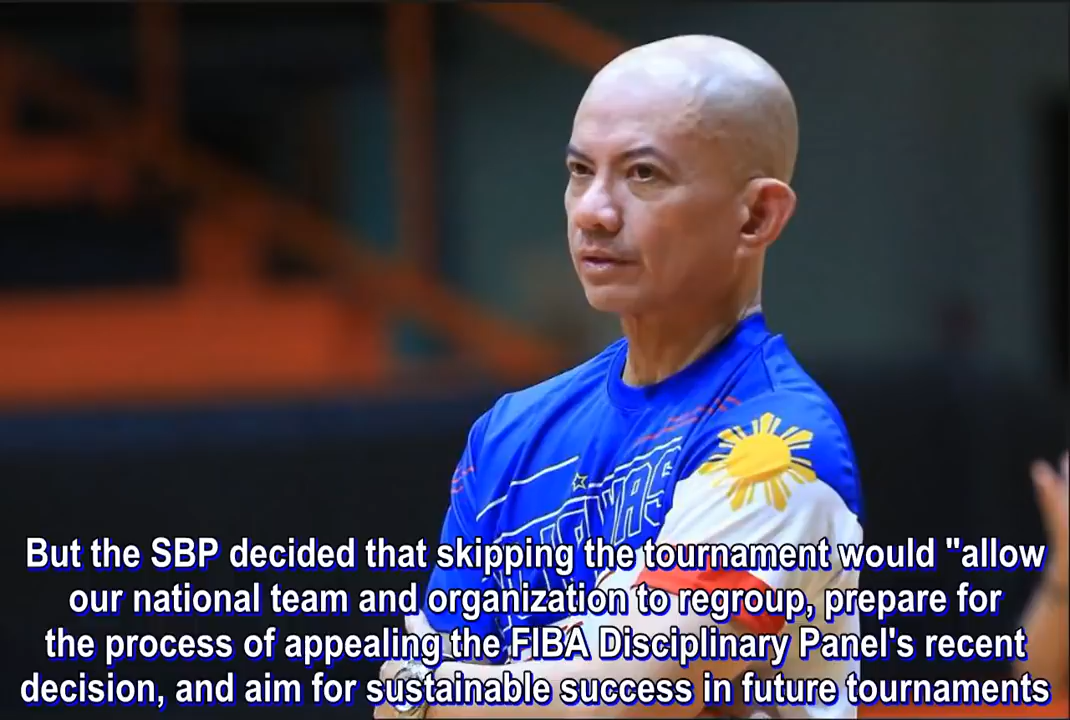 But the SBP decided that skipping the tournament would "allow
our national team and organization to regroup, prepare for
the process of appealing the FIBA Disciplinary Panel's recent
decision, and aim for sustainable success in future tournaments